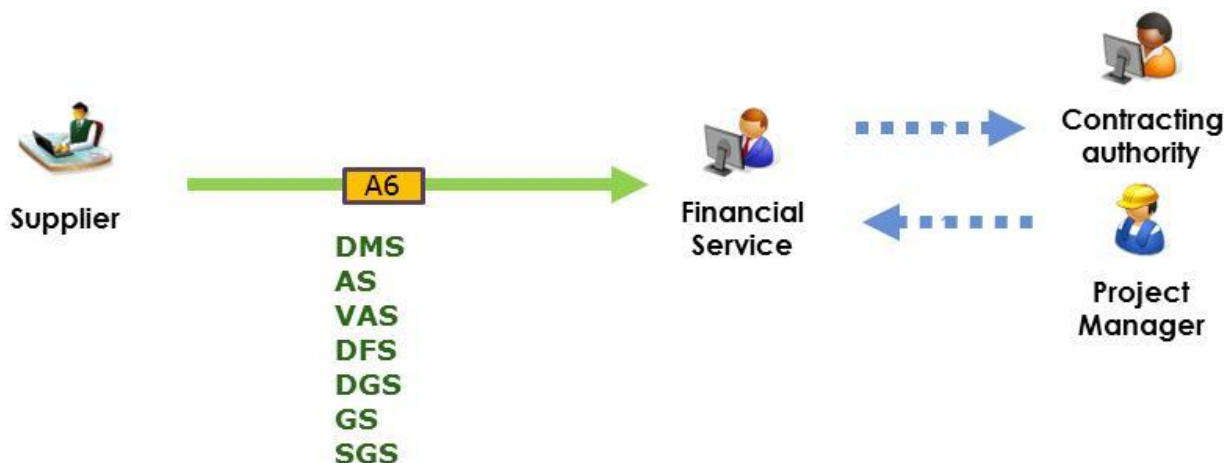 Supplier
A6
DMS
AS
VAS
DFS
DGS
GS
SGS
Financial
Service
Contracting
authority
Project
Manager